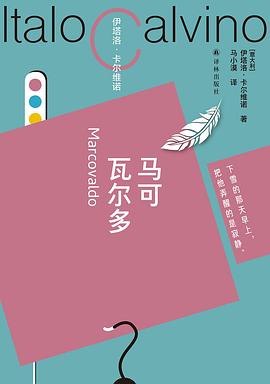 Italo Calvino
伊塔洛·卡尔维诺
译林出版社
[意大利]
伊塔洛·卡尔维诺 著
马小漠 译
马可
瓦尔多
Marcovaldo
下雪的那天早上，
把他弄醒的是寂静。